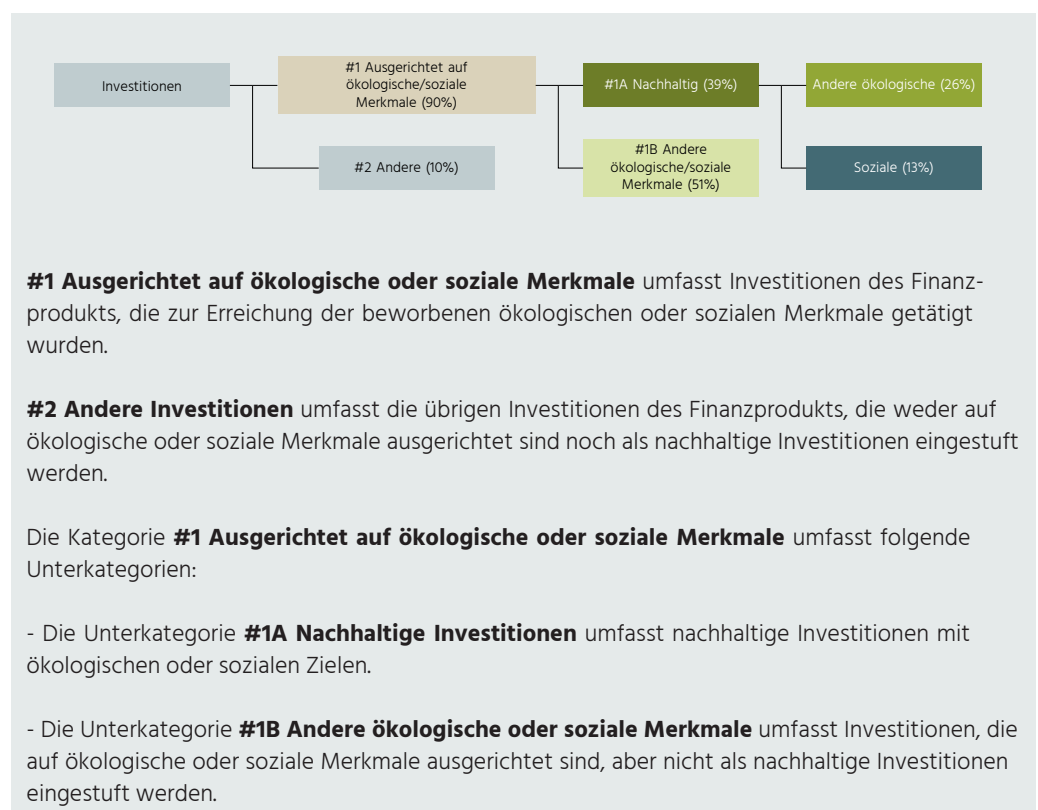 Investitionen
#1 Ausgerichtet auf
ökologische/soziale
Merkmale (90%)
#1A Nachhaltig (39%)
Andere ökologische (26%)
#2 Andere (10%)
#1B Andere
ökologische/soziale
Merkmale (51%)
Soziale (13%)
#1 Ausgerichtet auf ökologische oder soziale Merkmale umfasst Investitionen des Finanz-
produkts, die zur Erreichung der beworbenen ökologischen oder sozialen Merkmale getätigt
wurden.
#2 Andere Investitionen umfasst die übrigen Investitionen des Finanzprodukts, die weder auf
ökologische oder soziale Merkmale ausgerichtet sind noch als nachhaltige Investitionen eingestuft
werden.
Die Kategorie #1 Ausgerichtet auf ökologische oder soziale Merkmale umfasst folgende
Unterkategorien:
- Die Unterkategorie #1A Nachhaltige Investitionen umfasst nachhaltige Investitionen mit
ökologischen oder sozialen Zielen.
- Die Unterkategorie #1B Andere ökologische oder soziale Merkmale umfasst Investitionen, die
auf ökologische oder soziale Merkmale ausgerichtet sind, aber nicht als nachhaltige Investitionen
eingestuft werden.